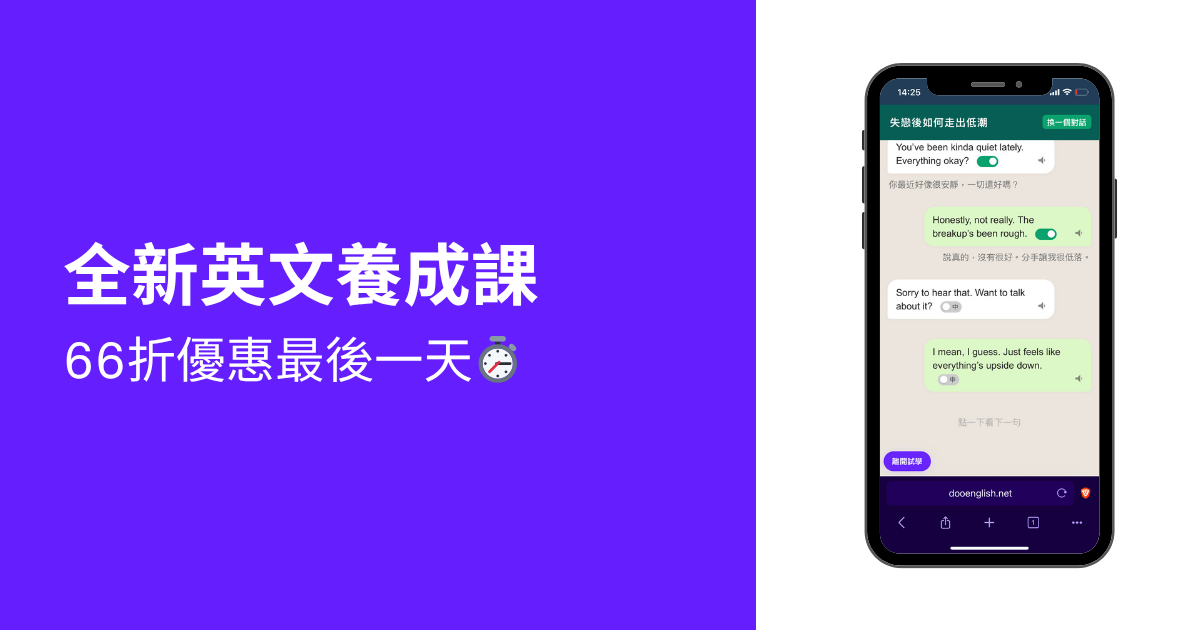 全新英文養成課
66折優惠最後一天
14:25
失戀後如何走出低潮
換一個對話
You've been kinda quiet lately.
Everything okay?
你最近好像很安靜，一切還好嗎？
Honestly, not really. The
breakup's been rough.
說真的，沒有很好。分手讓我很低落。
Sorry to hear that. Want to talk
about it? 中
I mean, I guess. Just feels like
everything's upside down.
中
點一下看下一句
離開試學
dooenglish.net
1